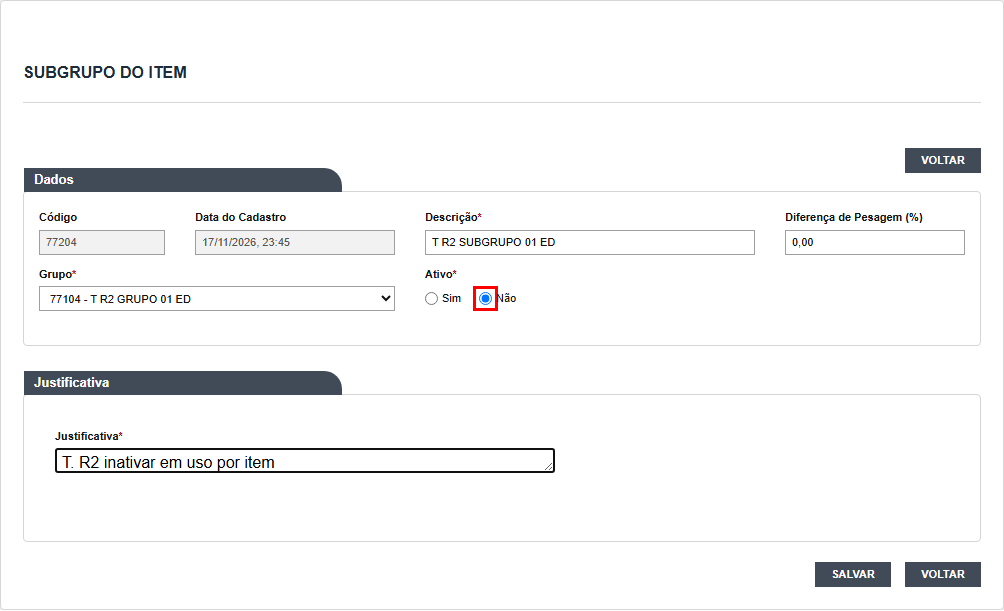 SUBGRUPO DO ITEM
VOLTAR
Dados
Código Data do Cadastro Descrição* Diferença de Pesagem (%)
77204 17/11/2026, 23:45 T R2 SUBGRUPO 01 ED 0,00
Grupo* Ativo*
77104 - T R2 GRUPO 01 ED Sim Não
Justificativa
Justificativa*
T. R2 inativar em uso por item
SALVAR VOLTAR